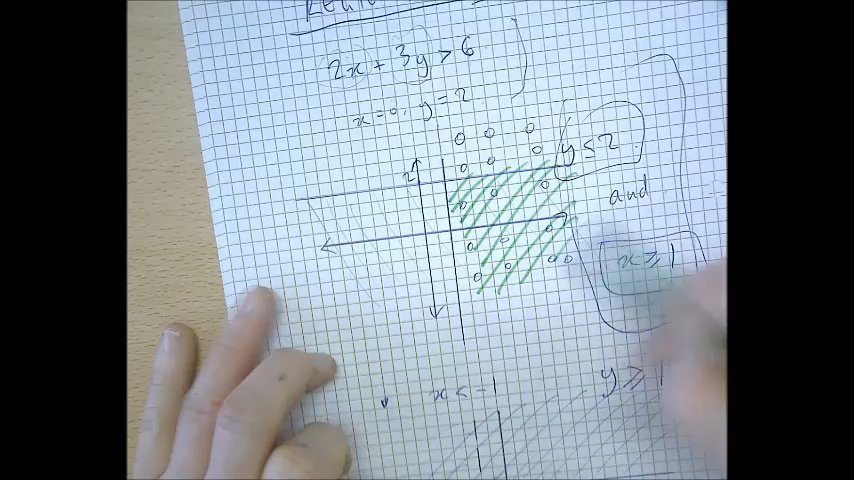 2x + 3y > 6
x = 0, y = 2
y ≤ 2
2
and
x ≥ 1
x < -1
y ≥ 1